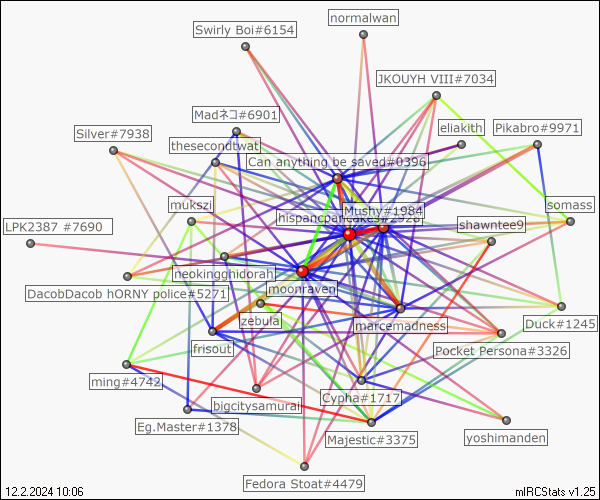 normalwan
Swirly Boi#6154
JKOUYH VIII#7034
Madネコ#6901
eliakith
Pikabro#9971
Silver#7938
thesecondtwat
Can anything be saved#0396
mukszi
Mushy#1984
hispancpancakes#2928
somass
shawntee9
LPK2387 #7690
neokingghidorah
moonraven
DacobDacob hORNY police#5271
zebula
marcemadness
Duck#1245
frisout
Pocket Persona#3326
ming#4742
Cypha#1717
bigcitysamurai
Eg.Master#1378
Majestic#3375
yoshimanden
Fedora Stoat#4479
12.2.2024 10:06
mIRCStats v1.25